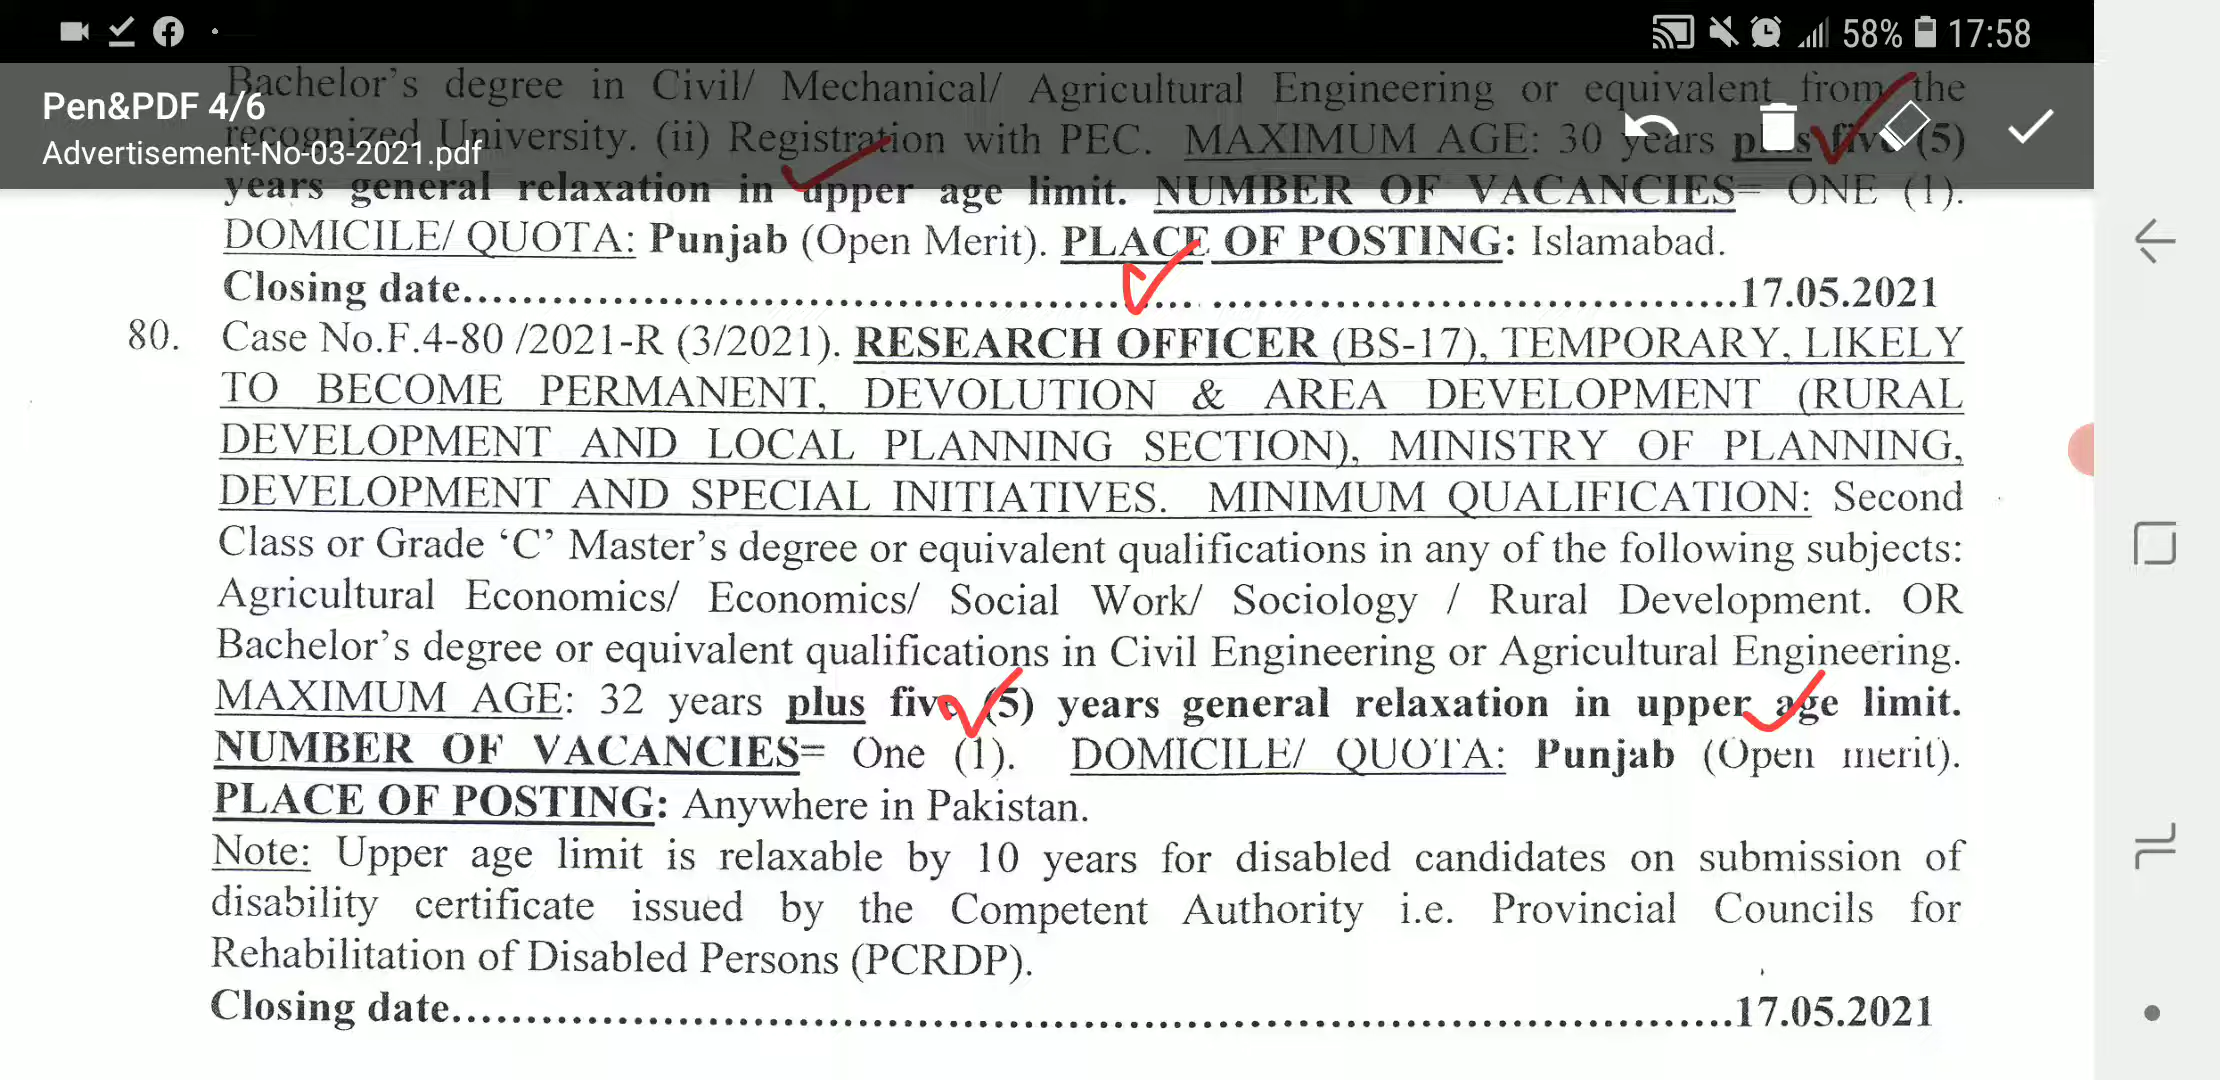 58% 17:58
Pen&PDF 4/6
Advertisement-No-03-2021.pdf
Bachelor's degree in Civil/ Mechanical/ Agricultural Engineering or equivalent from the
recognized University. (ii) Registration with PEC. MAXIMUM AGE: 30 years plus five (5)
years general relaxation in upper age limit. NUMBER OF VACANCIES= ONE (1).
DOMICILE/ QUOTA: Punjab (Open Merit). PLACE OF POSTING: Islamabad.
Closing date........................................................................17.05.2021
80. Case No.F.4-80 /2021-R (3/2021). RESEARCH OFFICER (BS-17), TEMPORARY, LIKELY
TO BECOME PERMANENT, DEVOLUTION & AREA DEVELOPMENT (RURAL
DEVELOPMENT AND LOCAL PLANNING SECTION), MINISTRY OF PLANNING,
DEVELOPMENT AND SPECIAL INITIATIVES. MINIMUM QUALIFICATION: Second
Class or Grade ‘C’ Master’s degree or equivalent qualifications in any of the following subjects:
Agricultural Economics/ Economics/ Social Work/ Sociology / Rural Development. OR
Bachelor’s degree or equivalent qualifications in Civil Engineering or Agricultural Engineering.
MAXIMUM AGE: 32 years plus five (5) years general relaxation in upper age limit.
NUMBER OF VACANCIES= One (1). DOMICILE/ QUOTA: Punjab (Open merit).
PLACE OF POSTING: Anywhere in Pakistan.
Note: Upper age limit is relaxable by 10 years for disabled candidates on submission of
disability certificate issued by the Competent Authority i.e. Provincial Councils for
Rehabilitation of Disabled Persons (PCRDP).
Closing date........................................................................17.05.2021